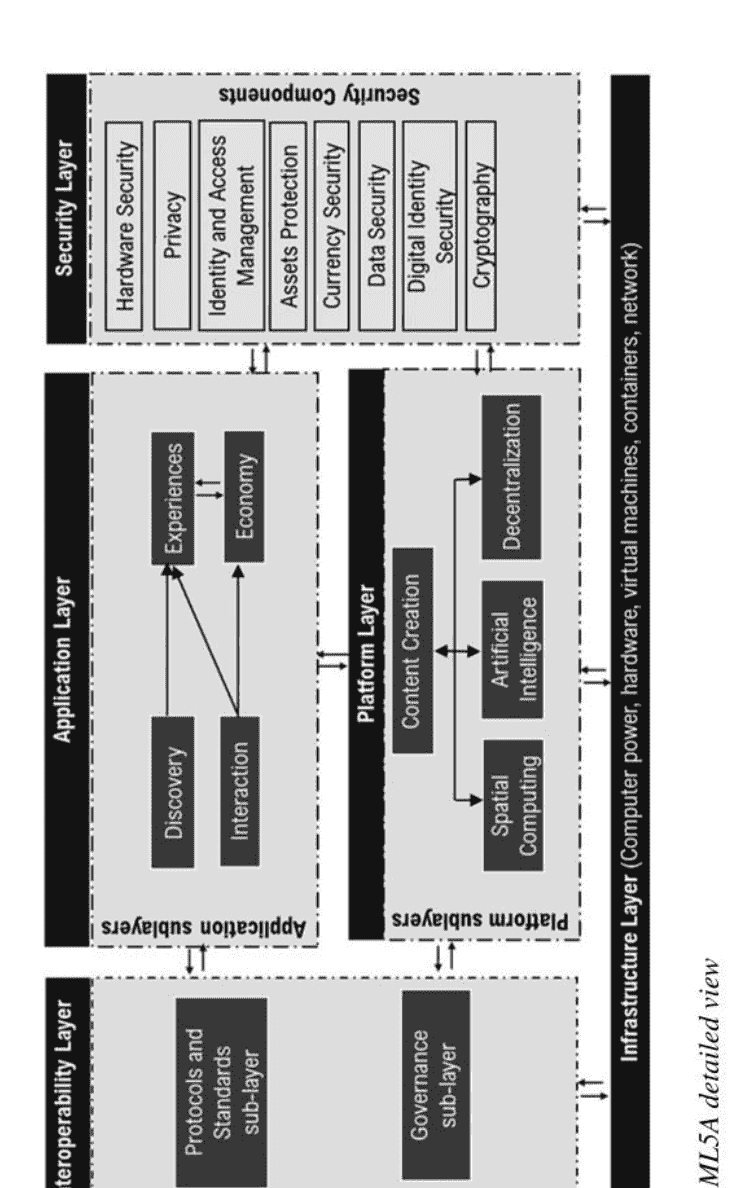 teroperability Layer
Protocols and
Standards
sub-layer
Governance
sub-layer
Application Layer
Application sublayers
Discovery
Interaction
Experiences
Economy
Platform Layer
Platform sublayers
Content Creation
Spatial
Computing
Artificial
Intelligence
Decentralization
Security Layer
Security Components
Hardware Security
Privacy
Identity and Access
Management
Assets Protection
Currency Security
Data Security
Digital Identity
Security
Cryptography
Infrastructure Layer (Computer power, hardware, virtual machines, containers, network)
ML5A detailed view